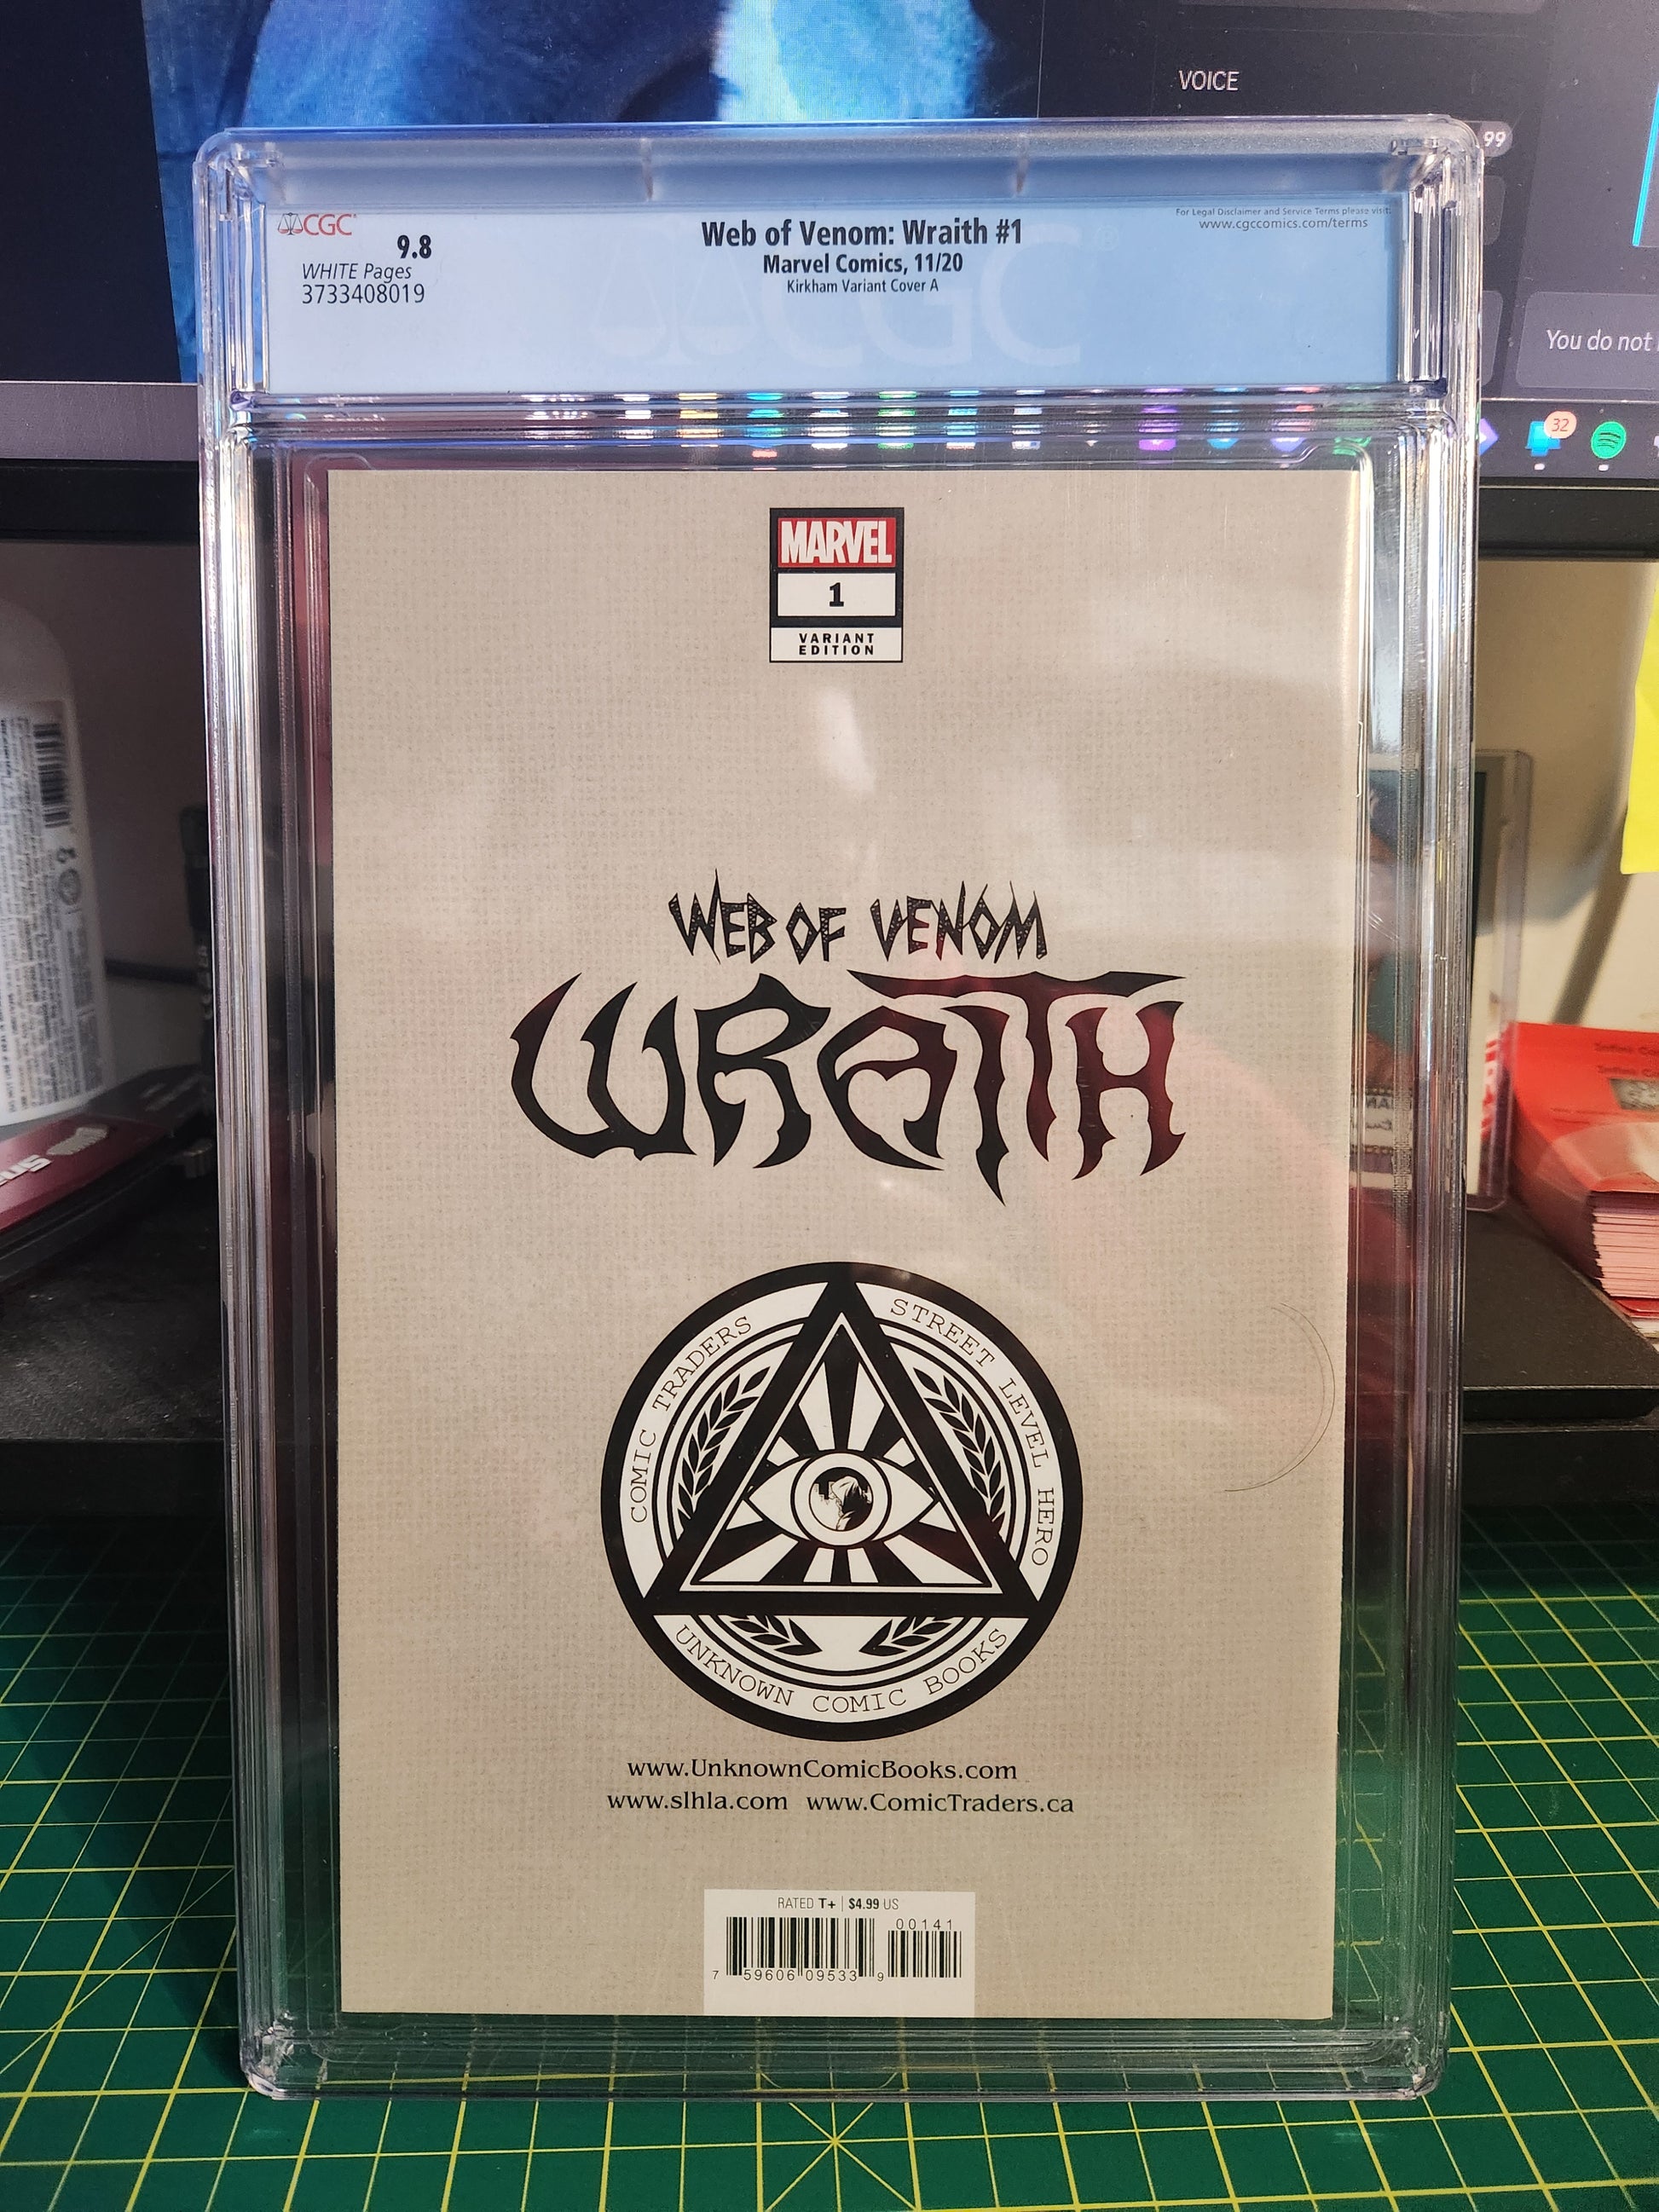 VOICE
99
You do not
32
CGC
9.8
WHITE Pages
3733408019
Web of Venom: Wraith #1
Marvel Comics, 11/20
Kirkham Variant Cover A
For Legal Disclaimer and Service Terms please visit:
www.cgccomics.com/terms
CGC
MARVEL
1
VARIANT
EDITION
WEB OF VENOM
WRAITH
COMIC TRADERS
STREET LEVEL HERO
UNKNOWN COMIC BOOKS
www.UnknownComicBooks.com
www.slhla.com www.ComicTraders.ca
RATED T+ | $4.99 US
00141
7 59606 09533 9